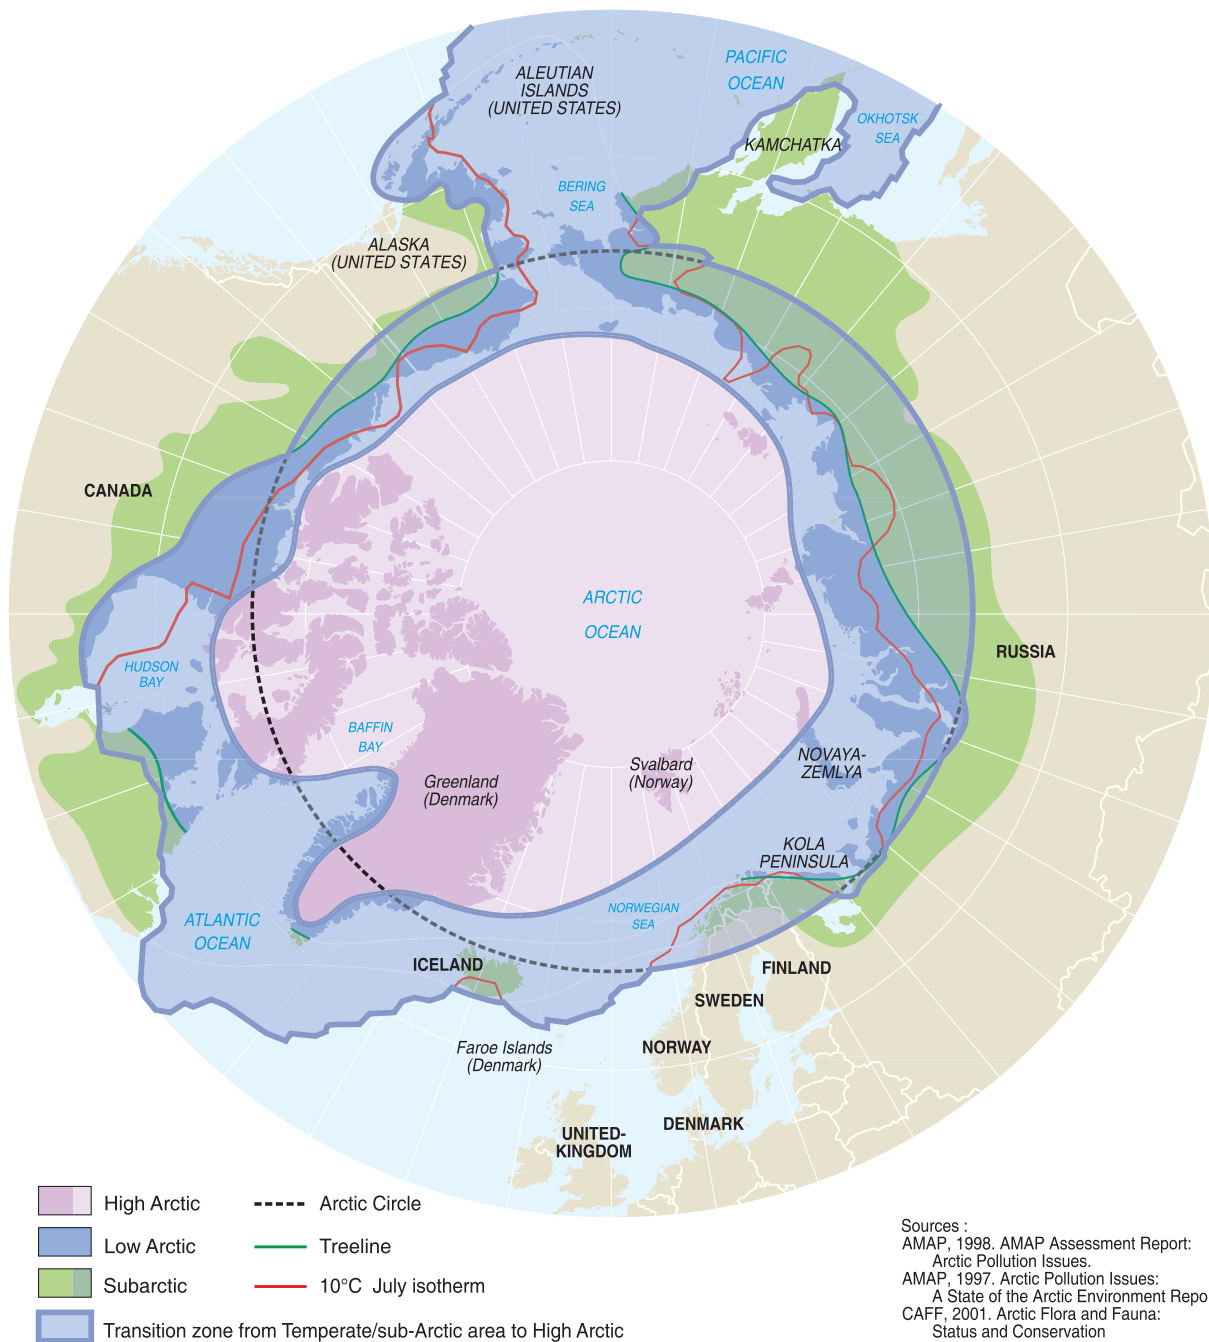 PACIFIC
OCEAN
ALEUTIAN
ISLANDS
(UNITED STATES)
OKHOTSK
SEA
KAMCHATKA
BERING
SEA
ALASKA
(UNITED STATES)
CANADA
ARCTIC
OCEAN
RUSSIA
HUDSON
BAY
BAFFIN
BAY
Greenland
(Denmark)
Svalbard
(Norway)
NOVAYA-
ZEMLYA
KOLA
PENINSULA
NORWEGIAN
SEA
ATLANTIC
OCEAN
ICELAND
FINLAND
SWEDEN
NORWAY
Faroe Islands
(Denmark)
DENMARK
UNITED-
KINGDOM
High Arctic
Low Arctic
Subarctic
Arctic Circle
Treeline
10°C July isotherm
Transition zone from Temperate/sub-Arctic area to High Arctic
Sources :
AMAP, 1998. AMAP Assessment Report:
Arctic Pollution Issues.
AMAP, 1997. Arctic Pollution Issues:
A State of the Arctic Environment Repo
CAFF, 2001. Arctic Flora and Fauna:
Status and Conservation